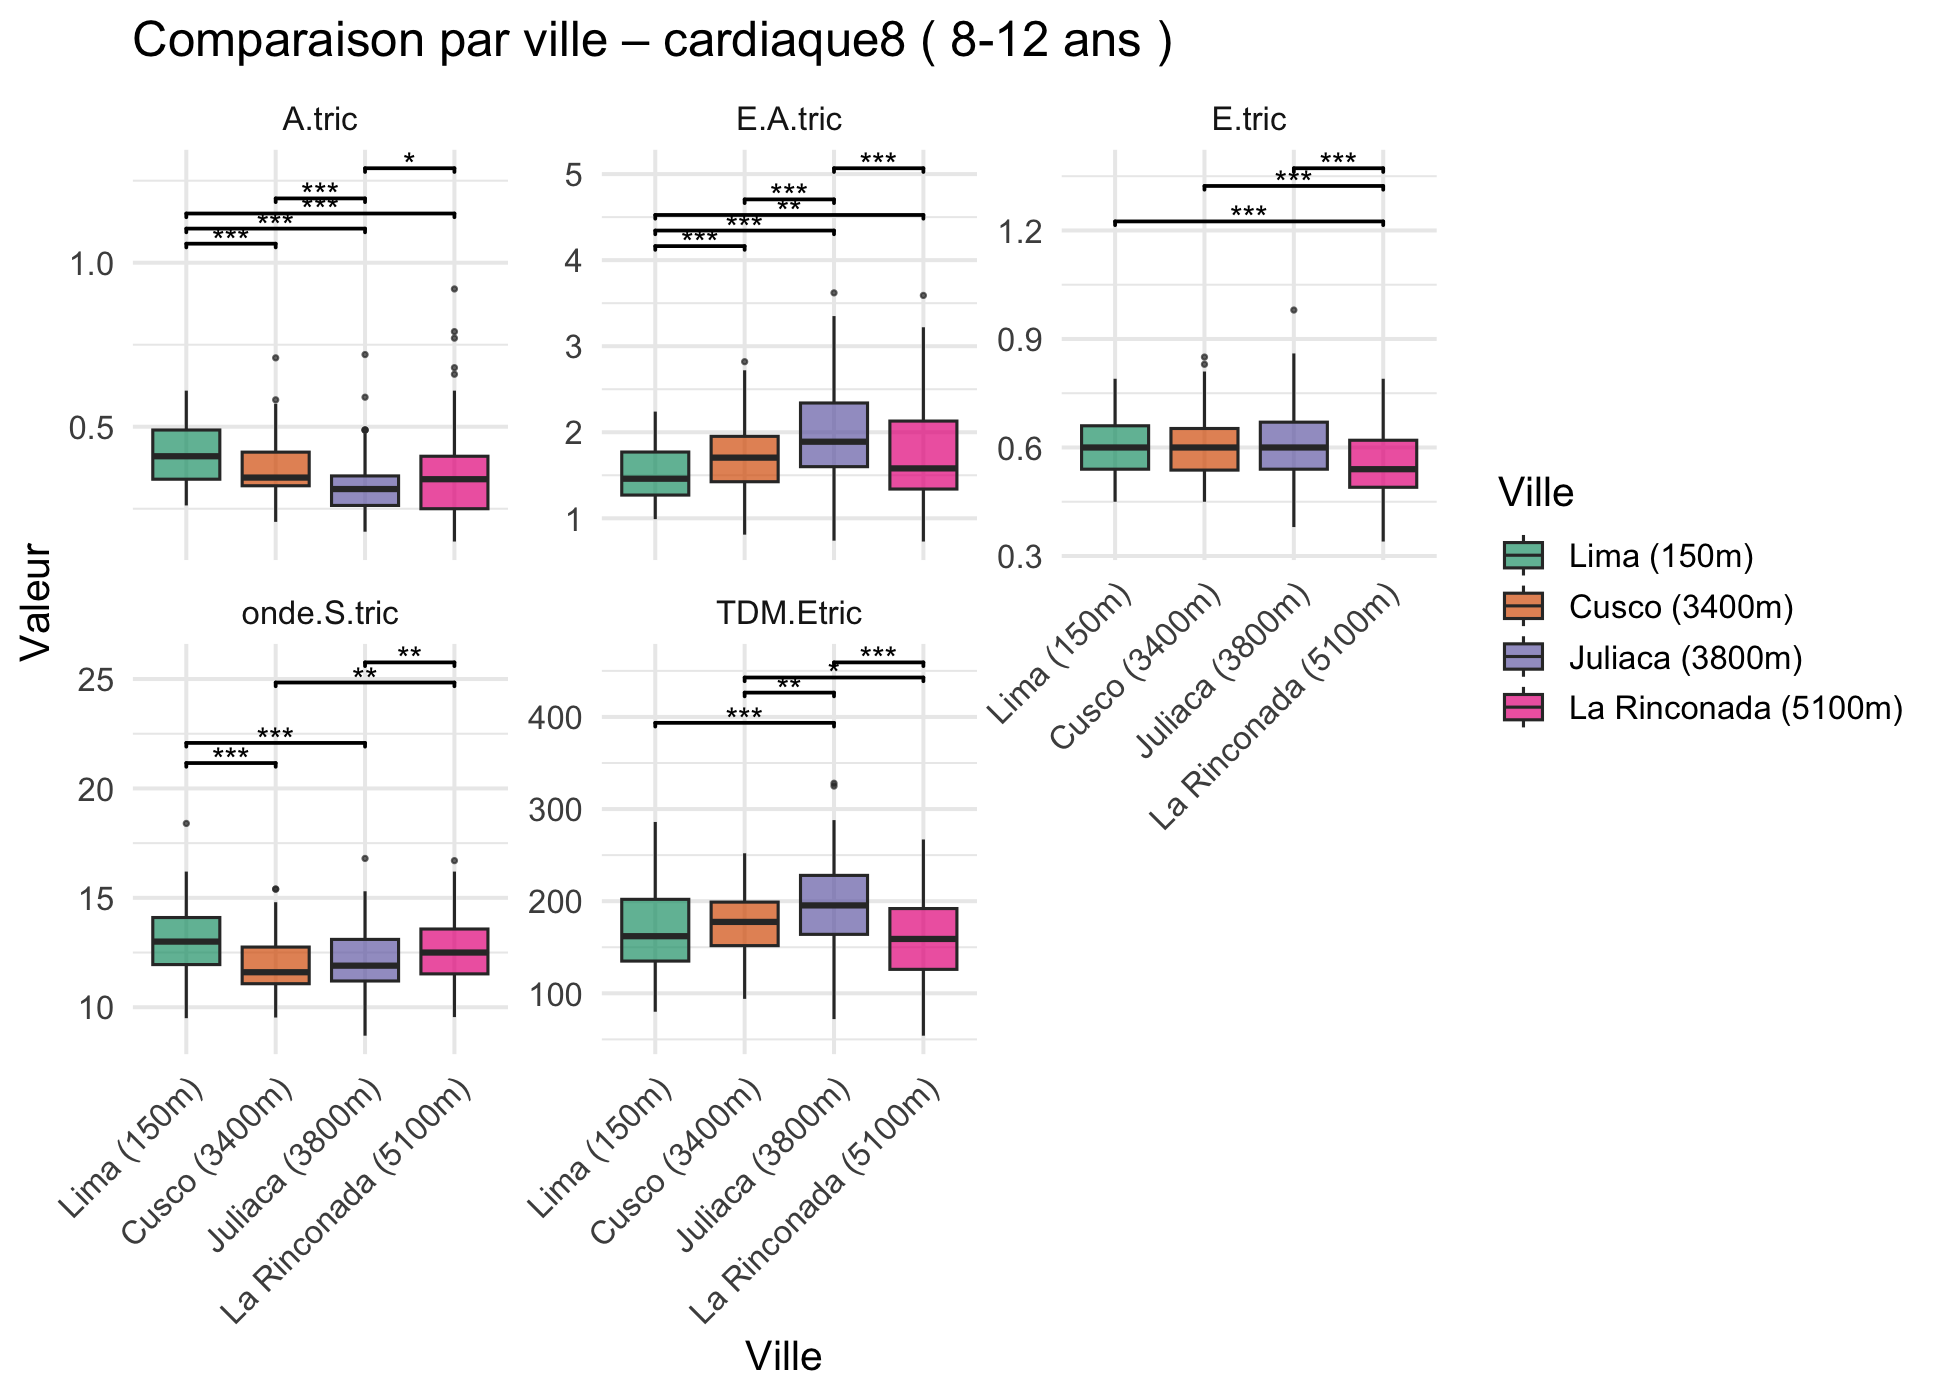 Comparaison par ville – cardiaque8 ( 8-12 ans )
A.tric
E.A.tric
E.tric
*
***
***
***
***
1.0
0.5
***
***
**
***
***
5
4
3
2
1
***
***
***
1.2
0.9
0.6
0.3
Lima (150m)
Cusco (3400m)
Juliaca (3800m)
La Rinconada (5100m)
Valeur
onde.S.tric
TDM.Etric
**
**
***
***
25
20
15
10
***
*
**
***
400
300
200
100
Lima (150m)
Cusco (3400m)
Juliaca (3800m)
La Rinconada (5100m)
Lima (150m)
Cusco (3400m)
Juliaca (3800m)
La Rinconada (5100m)
Ville
Ville
Lima (150m)
Cusco (3400m)
Juliaca (3800m)
La Rinconada (5100m)